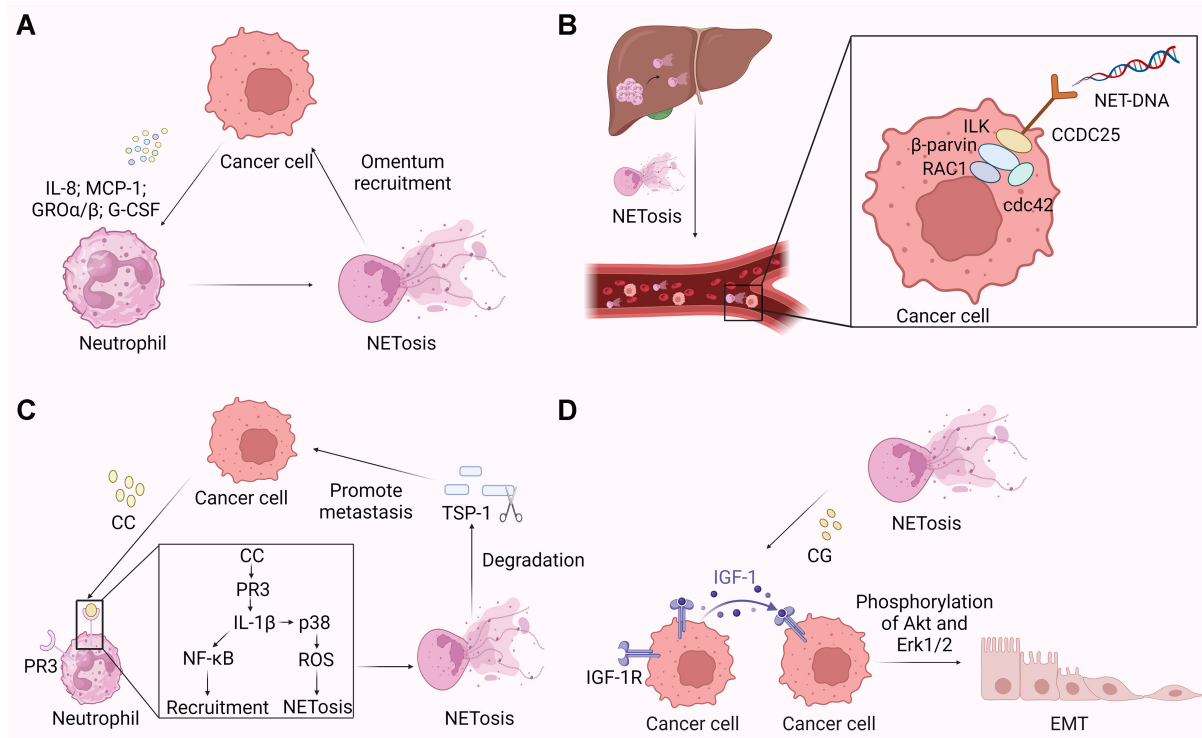 A
Cancer cell
IL-8; MCP-1;
GROα/β; G-CSF
Omentum
recruitment
Neutrophil
NETosis
B
NETosis
NET-DNA
CCDC25
ILK
β-parvin
RAC1
cdc42
Cancer cell
C
Cancer cell
CC
Promote
metastasis
TSP-1
Degradation
CC
PR3
IL-1β
p38
NF-κB
ROS
Recruitment
NETosis
PR3
Neutrophil
NETosis
D
NETosis
CG
IGF-1
IGF-1R
Phosphorylation
of Akt and
Erk1/2
Cancer cell
Cancer cell
EMT